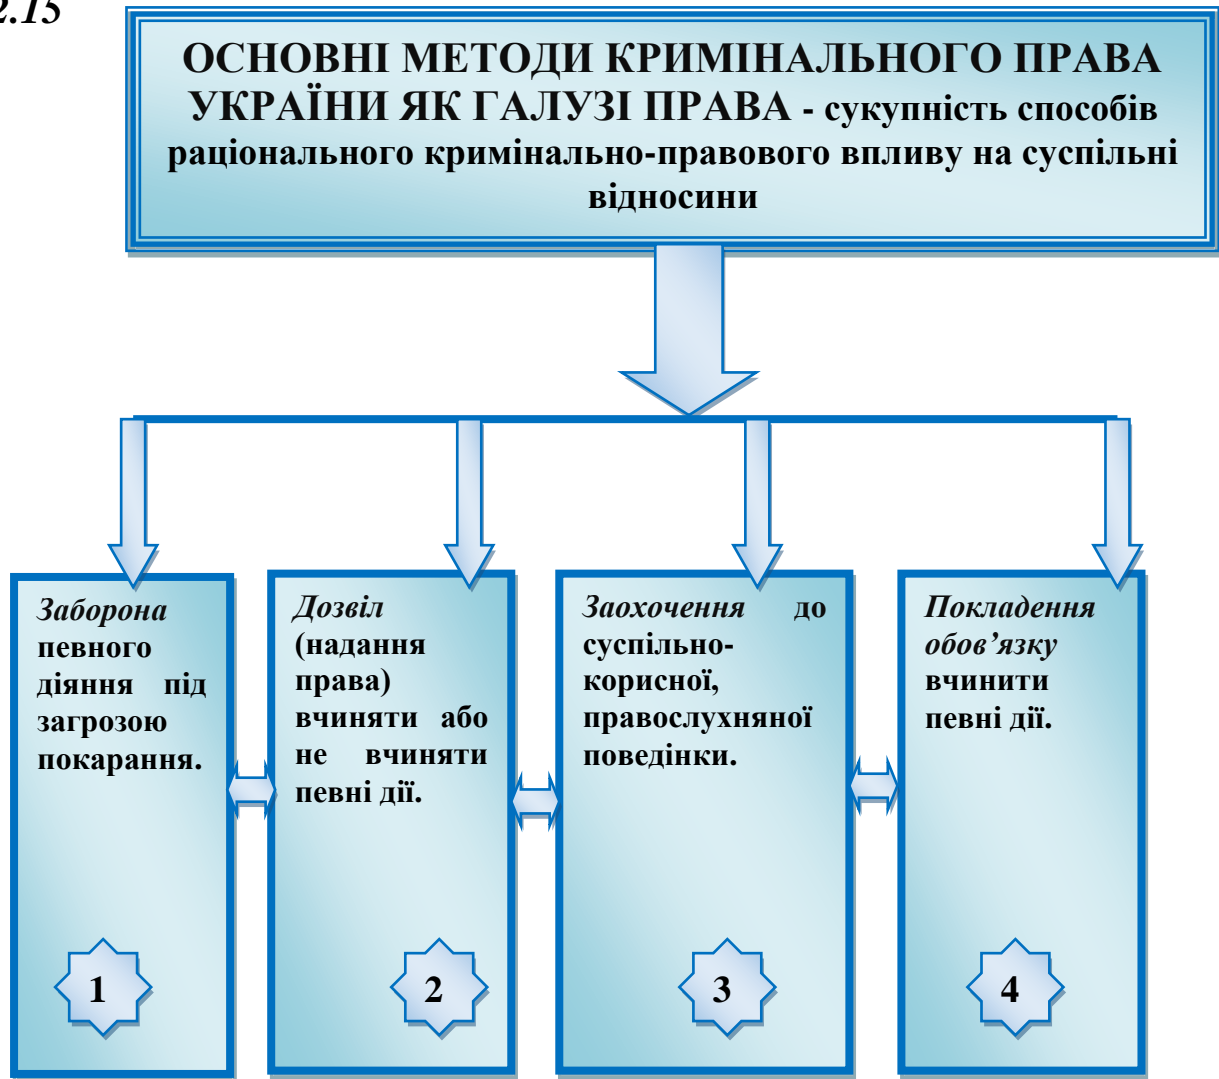 2.15
ОСНОВНІ МЕТОДИ КРИМІНАЛЬНОГО ПРАВА
УКРАЇНИ ЯК ГАЛУЗІ ПРАВА - сукупність способів
раціонального кримінально-правового впливу на суспільні
відносини
Заборона
певного
діяння під
загрозою
покарання.
1
Дозвіл
(надання
права)
вчиняти або
не вчиняти
певні дії.
2
Заохочення до
суспільно-
корисної,
правослухняної
поведінки.
3
Покладення
обов’язку
вчинити
певні дії.
4